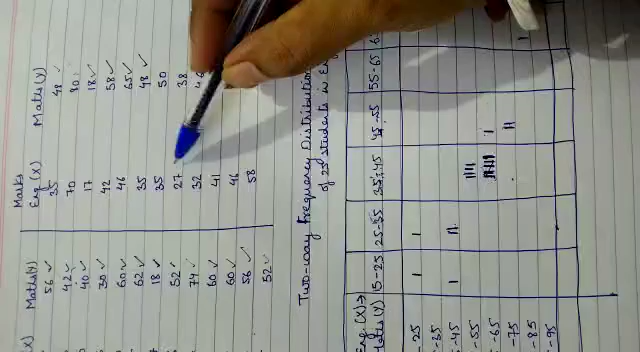 Marks
Maths(Y) Eng (X) Maths (Y)
56 ✓ 35 48 ✓
42 ✓ 70 80
40 ✓ 17 18 ✓
30 ✓ 42 58 ✓
60 ✓ 46 65 ✓
62 ✓ 35 48 ✓
18 ✓ 35 50
52 ✓ 27 38
74 ✓ 32
60 ✓ 41
60 ✓ 46
56 ✓ 58
52 ✓
Two-way Frequency Distribution
of 25 students in
Eng (X)→ 15-25 25-35 35-45 45-55 55-65
Maths (Y)
-25
-35
-45
-55
-65
-75
-85
-95